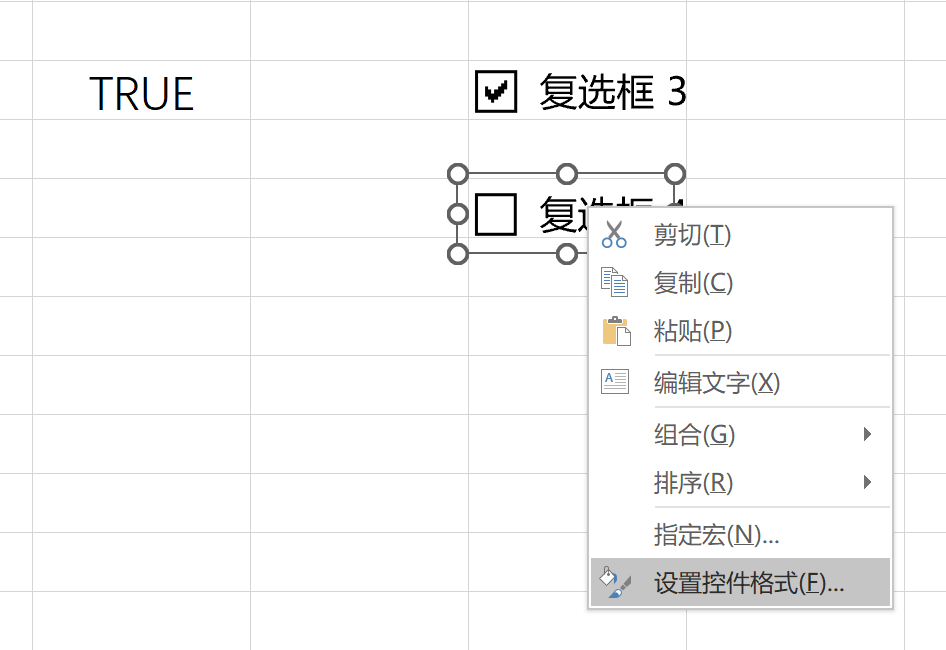 TRUE
复选框 3
复选框
剪切(T)
复制(C)
粘贴(P)
编辑文字(X)
组合(G)
排序(R)
指定宏(N)...
设置控件格式(F)...